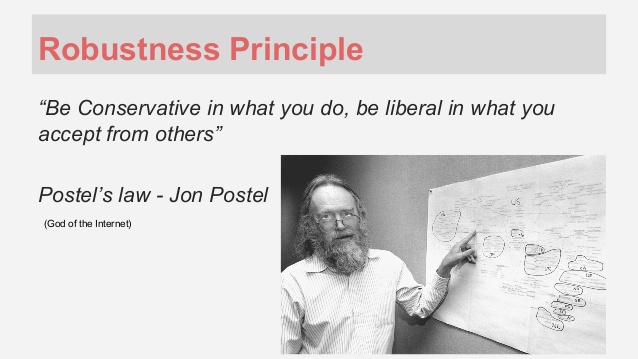 Robustness Principle
“Be Conservative in what you do, be liberal in what you
accept from others”
Postel’s law - Jon Postel
(God of the Internet)
US